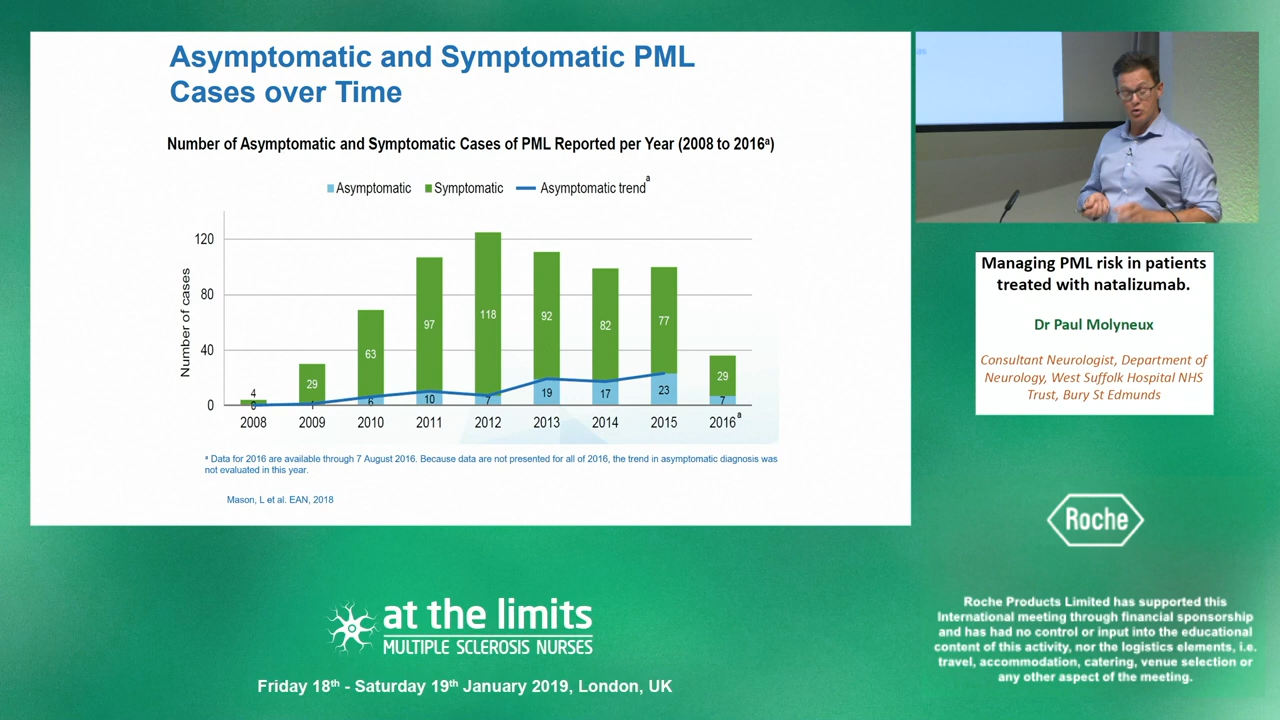 Asymptomatic and Symptomatic PML
Cases over Time
Number of Asymptomatic and Symptomatic Cases of PML Reported per Year (2008 to 2016ᵃ)
Asymptomatic Symptomatic Asymptomatic trendᵃ
Number of cases
120
80
40
0
4
0
29
1
63
6
97
10
118
7
92
19
82
17
77
23
29
7
2008 2009 2010 2011 2012 2013 2014 2015 2016ᵃ
ᵃ Data for 2016 are available through 7 August 2016. Because data are not presented for all of 2016, the trend in asymptomatic diagnosis was
not evaluated in this year.
Mason, L et al. EAN, 2018
Managing PML risk in patients
treated with natalizumab.
Dr Paul Molyneux
Consultant Neurologist, Department of
Neurology, West Suffolk Hospital NHS
Trust, Bury St Edmunds
Roche
Roche Products Limited has supported this
International meeting through financial sponsorship
and has had no control or input into the educational
content of this activity, nor the logistics elements, i.e.
travel, accommodation, catering, venue selection or
any other aspect of the meeting.
at the limits
MULTIPLE SCLEROSIS NURSES
Friday 18ᵗʰ - Saturday 19ᵗʰ January 2019, London, UK